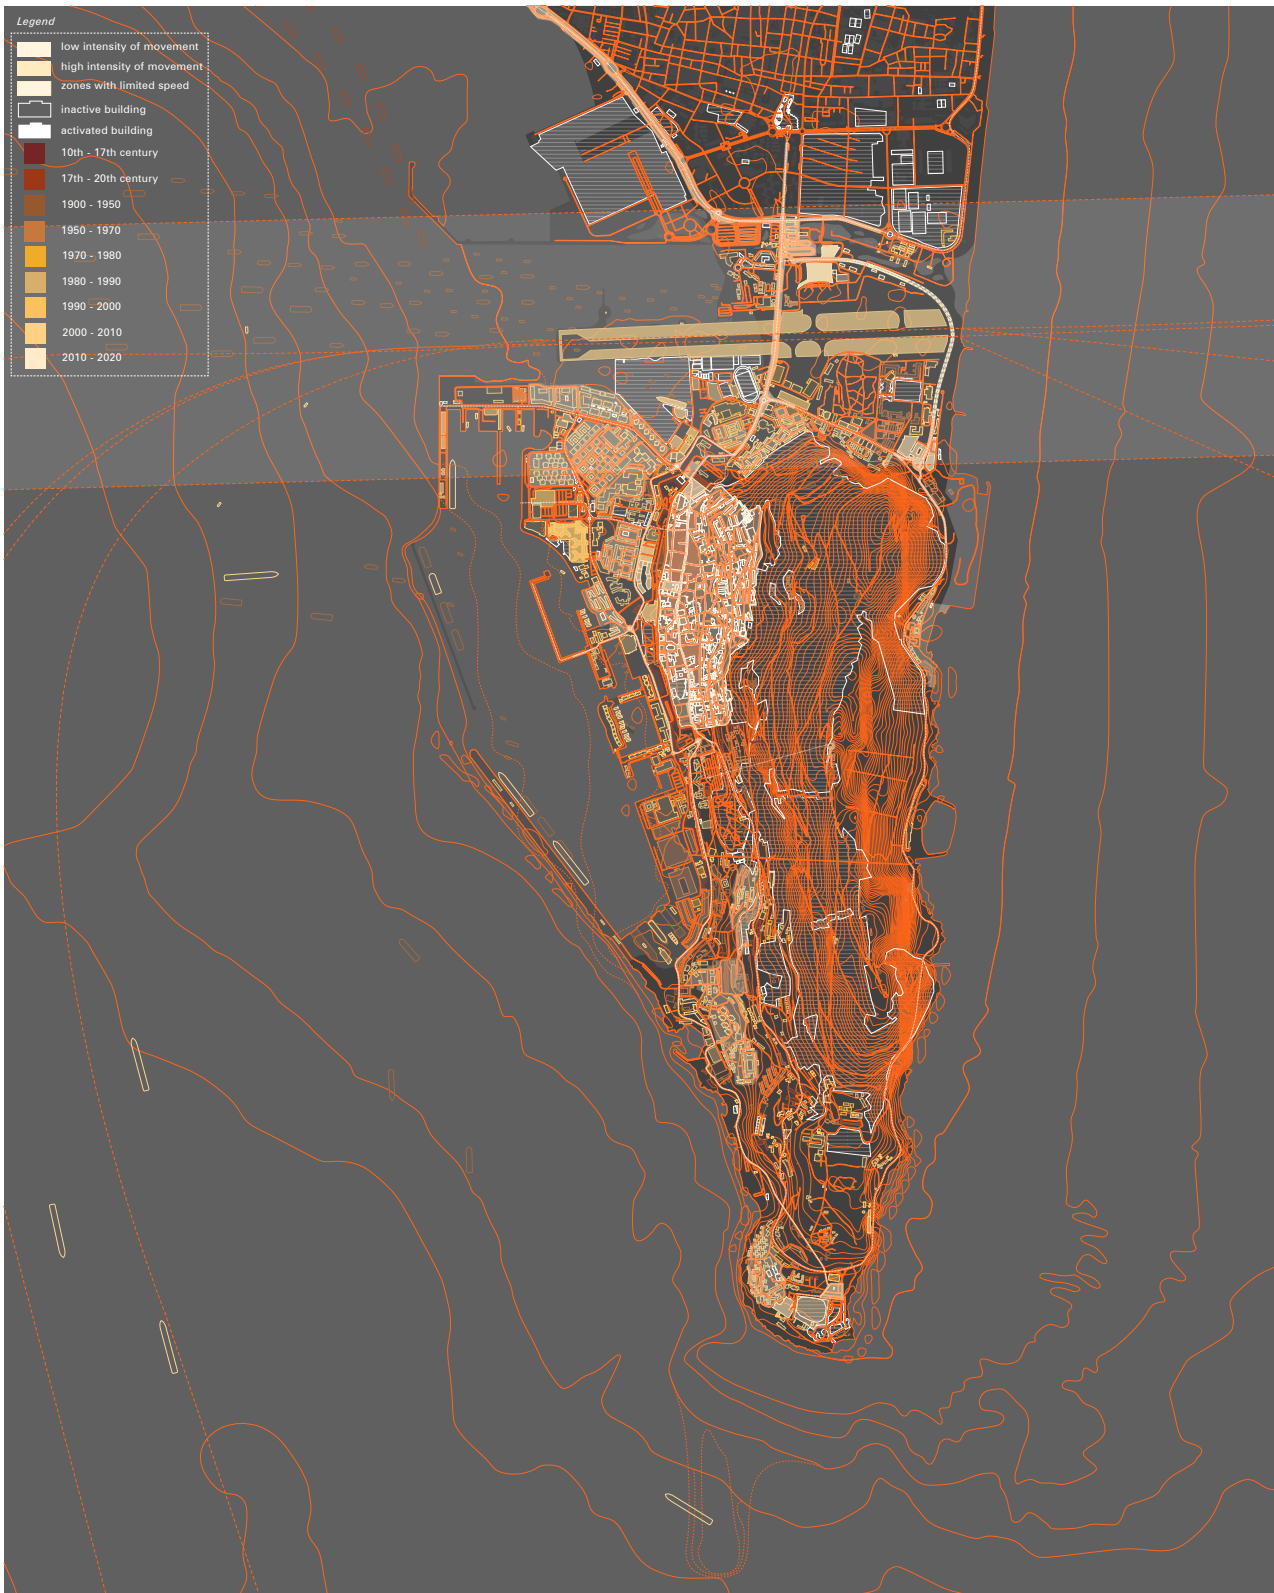 Legend
low intensity of movement
high intensity of movement
zones with limited speed
inactive building
activated building
10th - 17th century
17th - 20th century
1900 - 1950
1950 - 1970
1970 - 1980
1980 - 1990
1990 - 2000
2000 - 2010
2010 - 2020